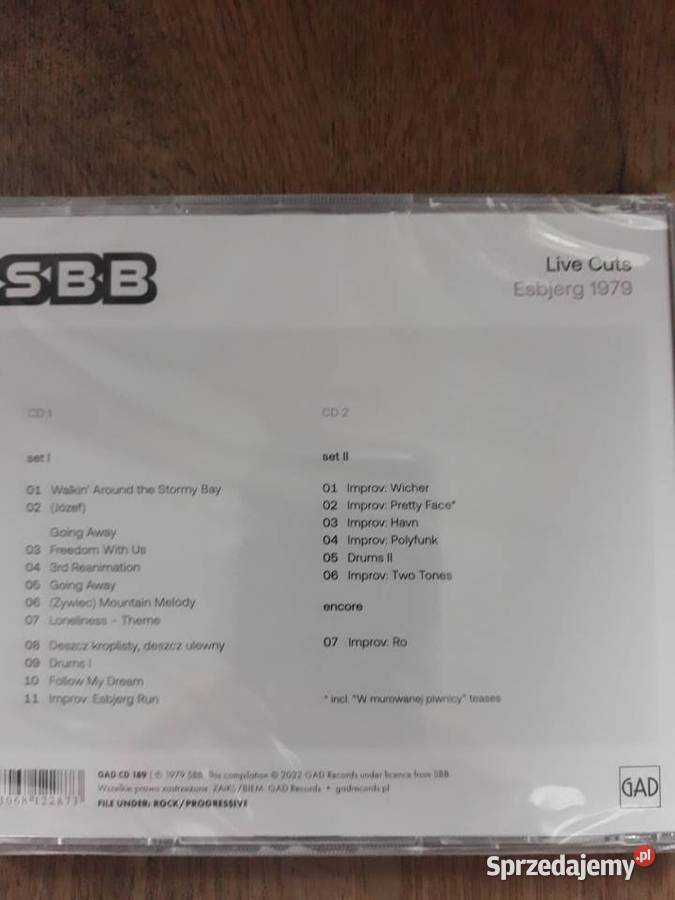 SBB
Live Cuts
Esbjerg 1979
CD 1
set I
01 Walkin' Around the Stormy Bay
02 (Józef)
Going Away
03 Freedom With Us
04 3rd Reanimation
05 Going Away
06 (Żywiec) Mountain Melody
07 Loneliness - Theme
08 Deszcz kroplisty, deszcz ulewny
09 Drums I
10 Follow My Dream
11 Improv: Esbjerg Run
CD 2
set II
01 Improv: Wicher
02 Improv: Pretty Face*
03 Improv: Havn
04 Improv: Polyfunk
05 Drums II
06 Improv: Two Tones
encore
07 Improv: Ro
* incl. "W murowanej piwnicy" teases
GAD CD 189 | ℗ 1979 SBB. This compilation © 2022 GAD Records under licence from SBB.
Wszelkie prawa zastrzeżone. ZAIKS/BIEM. GAD Records • gadrecords.pl
FILE UNDER: ROCK/PROGRESSIVE
GAD
Sprzedajemy.pl